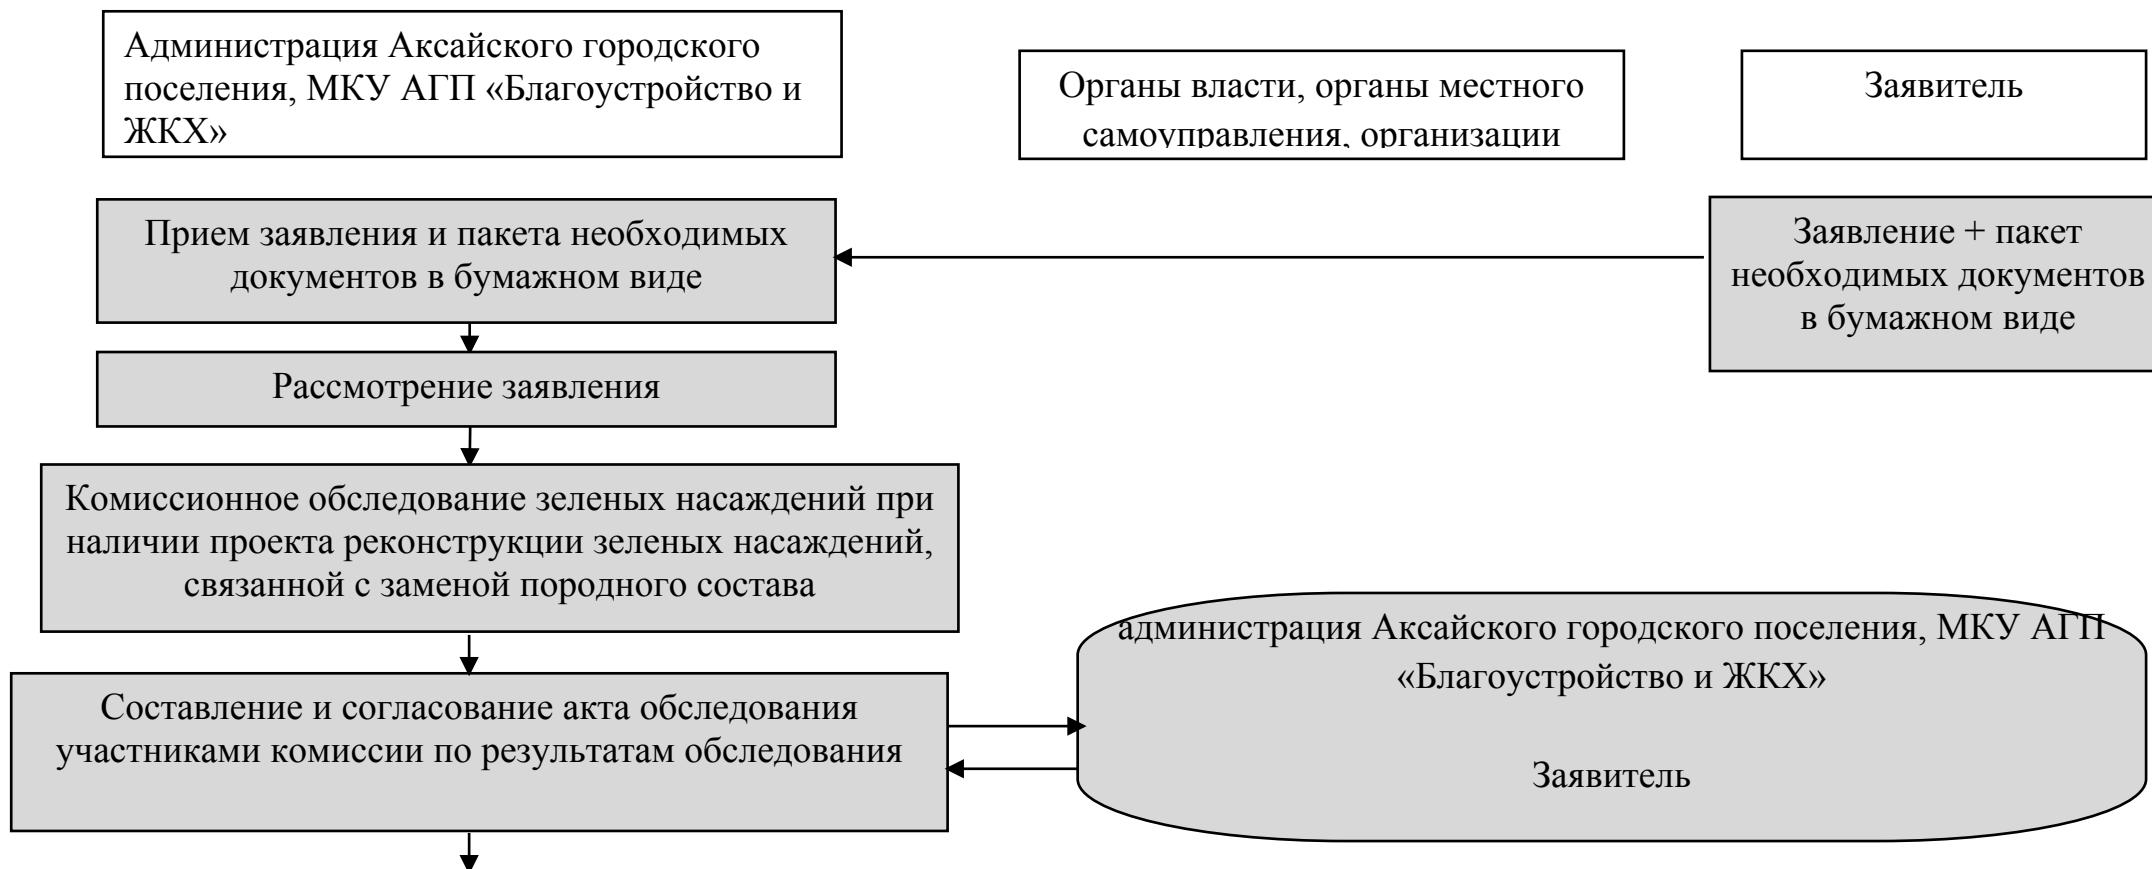 Администрация Аксайского городского
поселения, МКУ АГП «Благоустройство и
ЖКХ»
Органы власти, органы местного
самоуправления, организации
Заявитель
Прием заявления и пакета необходимых
документов в бумажном виде
Заявление + пакет
необходимых документов
в бумажном виде
Рассмотрение заявления
Комиссионное обследование зеленых насаждений при
наличии проекта реконструкции зеленых насаждений,
связанной с заменой породного состава
администрация Аксайского городского поселения, МКУ АГП
«Благоустройство и ЖКХ»
Заявитель
Составление и согласование акта обследования
участниками комиссии по результатам обследования